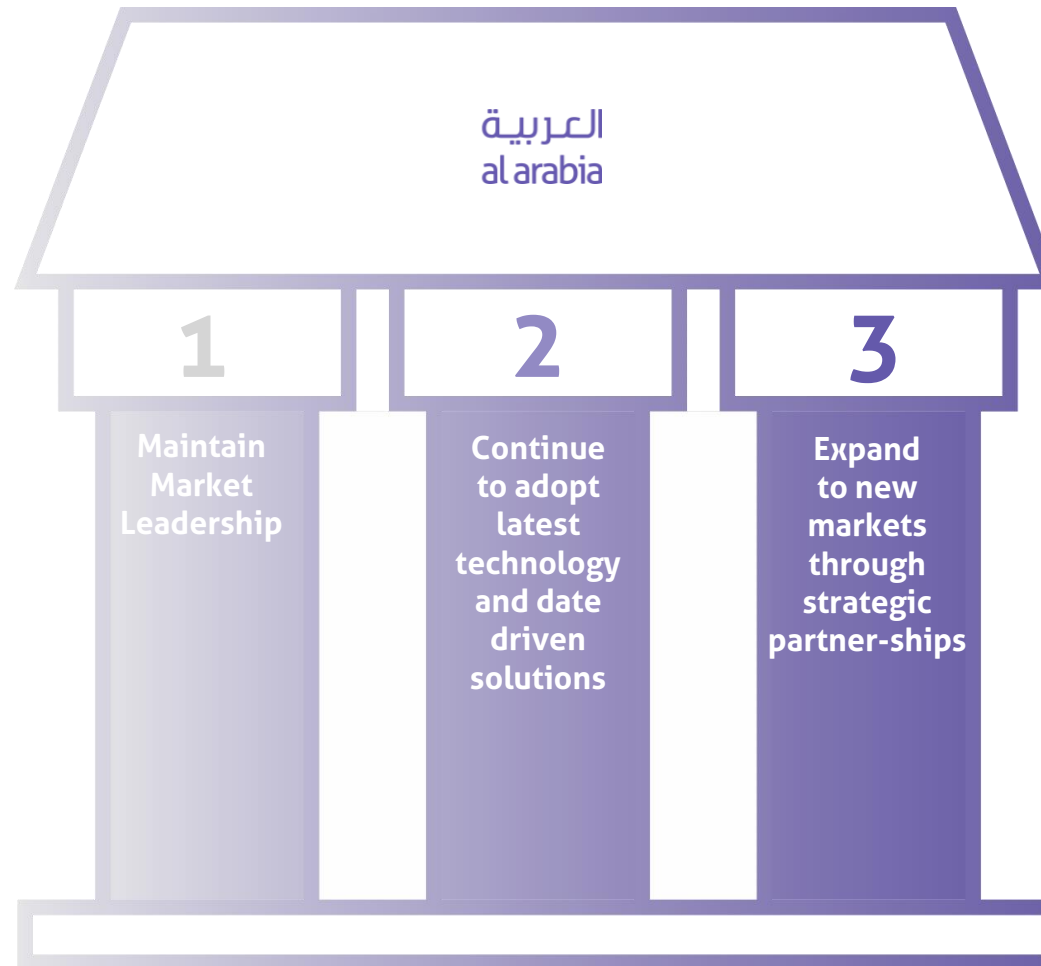 العربية
al arabia
1
Maintain
Market
Leadership
2
Continue
to adopt
latest
technology
and date
driven
solutions
3
Expand
to new
markets
through
strategic
partner-ships